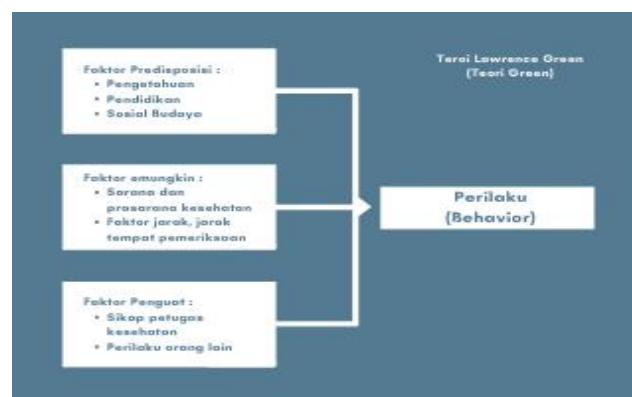 Teroi Lawrence Green
(Teori Green)
Faktor Predisposisi :
• Pengetahuan
• Pendidikan
• Sosial Budaya
Faktor emungkin :
• Sarana dan
prasarana kesehatan
• Faktor jarak, jarak
tempat pemeriksaan
Faktor Penguat :
• Sikap petugas
kesehatan
• Perilaku orang lain
Perilaku
(Behavior)